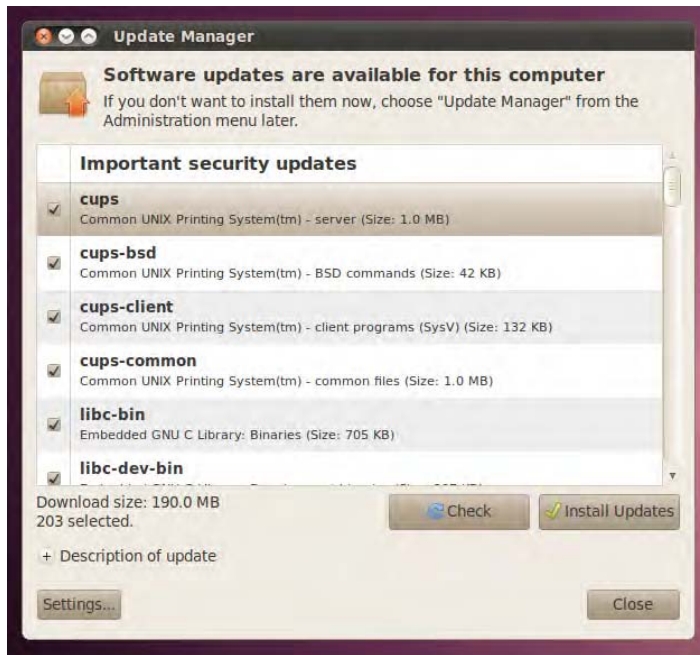 Update Manager
Software updates are available for this computer
If you don't want to install them now, choose "Update Manager" from the
Administration menu later.
Important security updates
cups
Common UNIX Printing System(tm) - server (Size: 1.0 MB)
cups-bsd
Common UNIX Printing System(tm) - BSD commands (Size: 42 KB)
cups-client
Common UNIX Printing System(tm) - client programs (SysV) (Size: 132 KB)
cups-common
Common UNIX Printing System(tm) - common files (Size: 1.0 MB)
libc-bin
Embedded GNU C Library: Binaries (Size: 705 KB)
libc-dev-bin
Download size: 190.0 MB
203 selected.
Check
Install Updates
+ Description of update
Settings...
Close